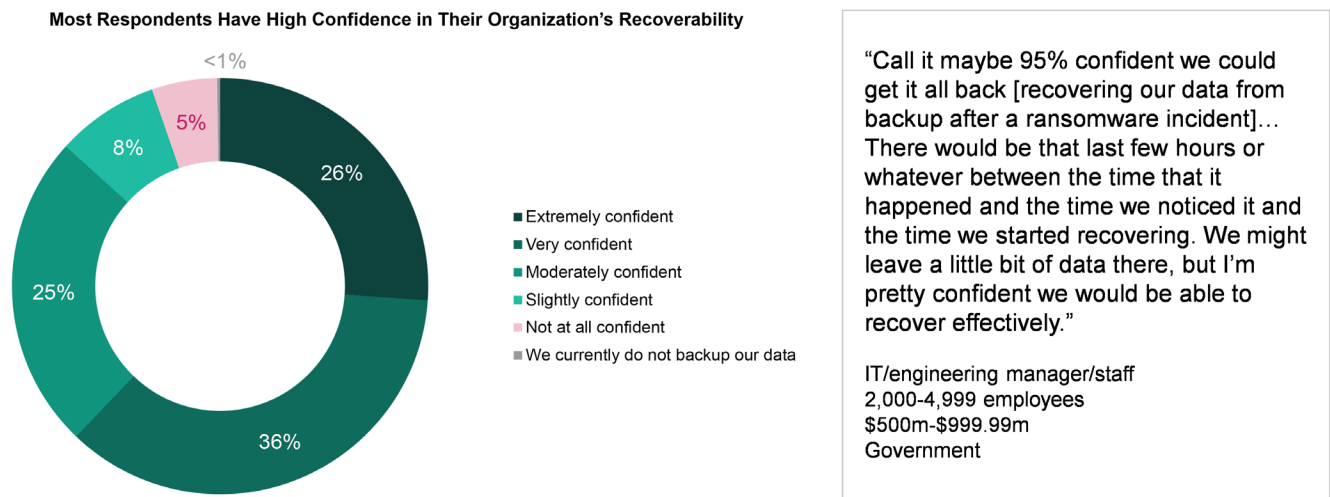 Most Respondents Have High Confidence in Their Organization’s Recoverability
<1%
5%
8%
26%
25%
36%
Extremely confident
Very confident
Moderately confident
Slightly confident
Not at all confident
We currently do not backup our data
“Call it maybe 95% confident we could
get it all back [recovering our data from
backup after a ransomware incident]…
There would be that last few hours or
whatever between the time that it
happened and the time we noticed it and
the time we started recovering. We might
leave a little bit of data there, but I’m
pretty confident we would be able to
recover effectively.”
IT/engineering manager/staff
2,000-4,999 employees
$500m-$999.99m
Government